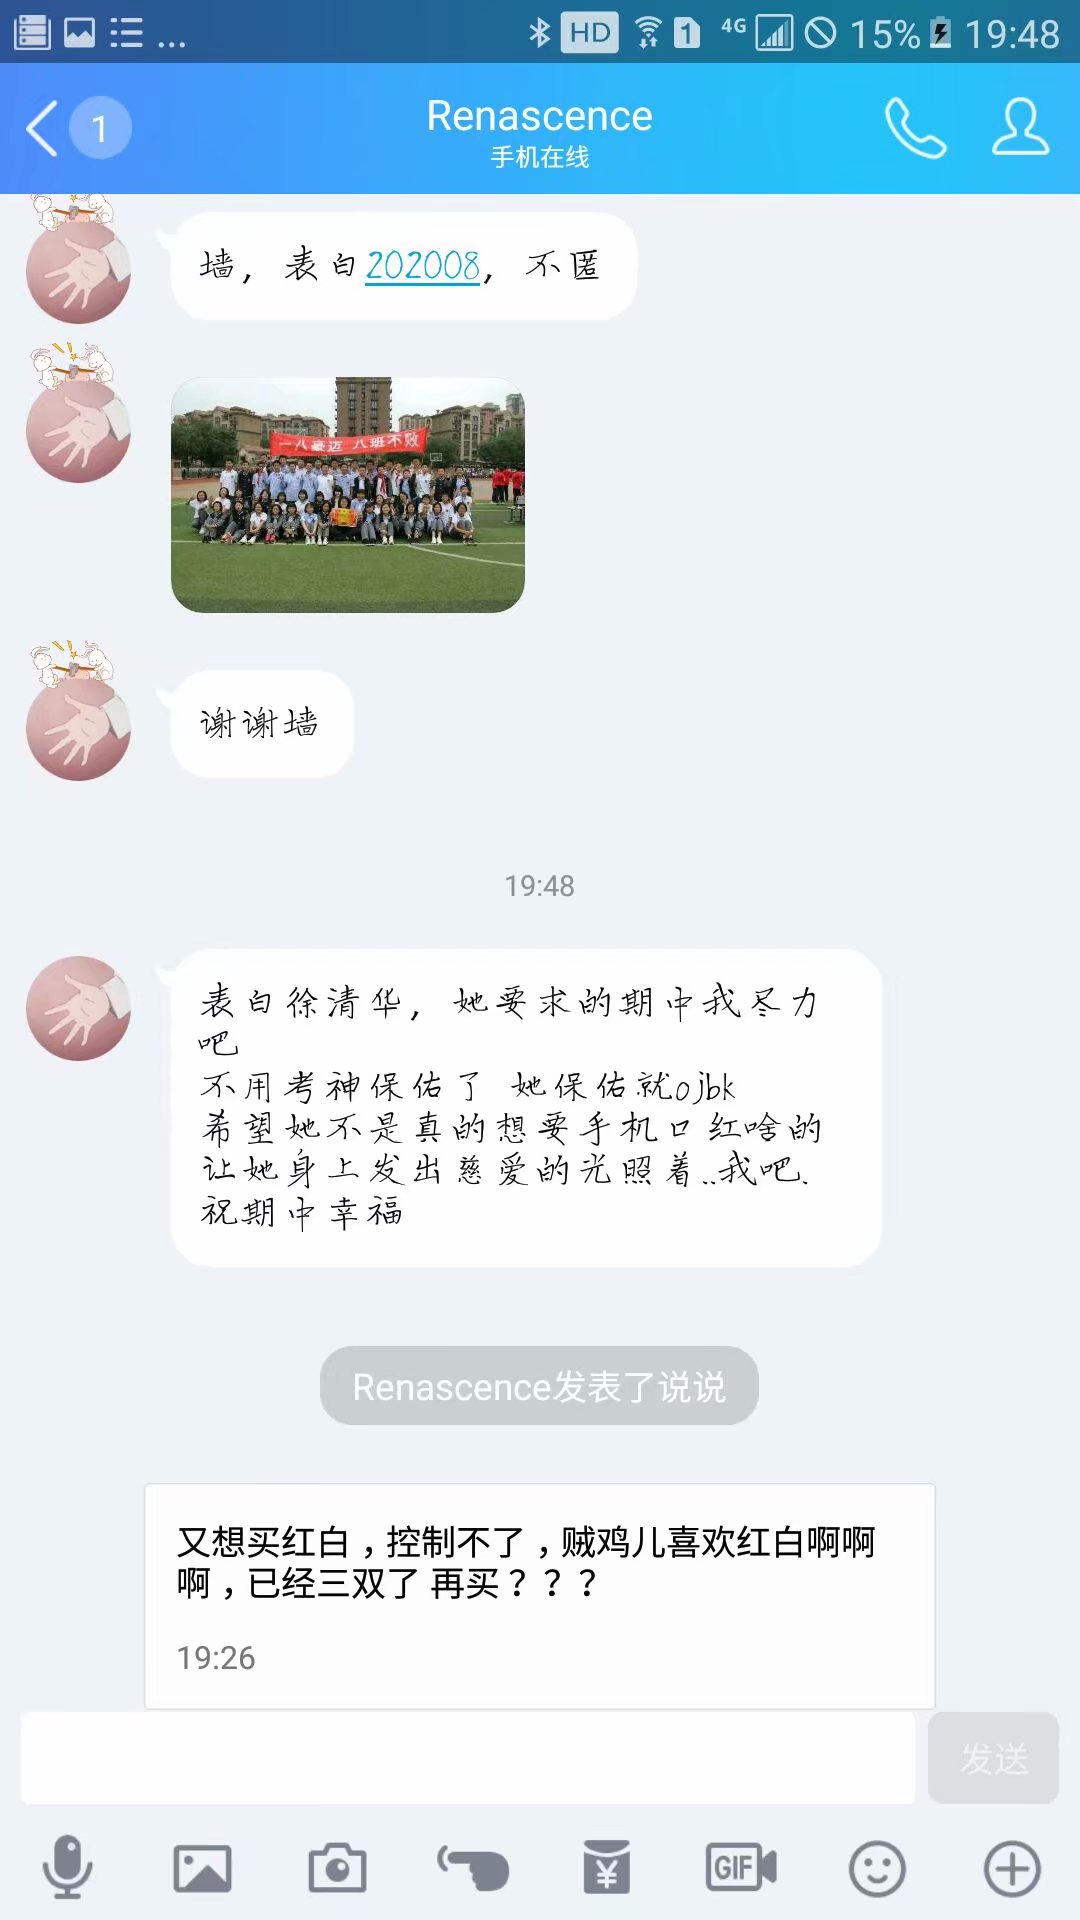 HD 1 4G 15% 19:48
1
Renascence
手机在线
墙，表白202008，不匿
一八豪迈 八班不败
谢谢墙
19:48
表白徐清华，她要求的期中我尽力
吧
不用考神保佑了 她保佑就ojbk
希望她不是真的想要手机口红啥的
让她身上发出慈爱的光照着..我吧.
祝期中幸福
Renascence发表了说说
又想买红白，控制不了，贼鸡儿喜欢红白啊啊
啊，已经三双了 再买？？？
19:26
发送
¥
GIF